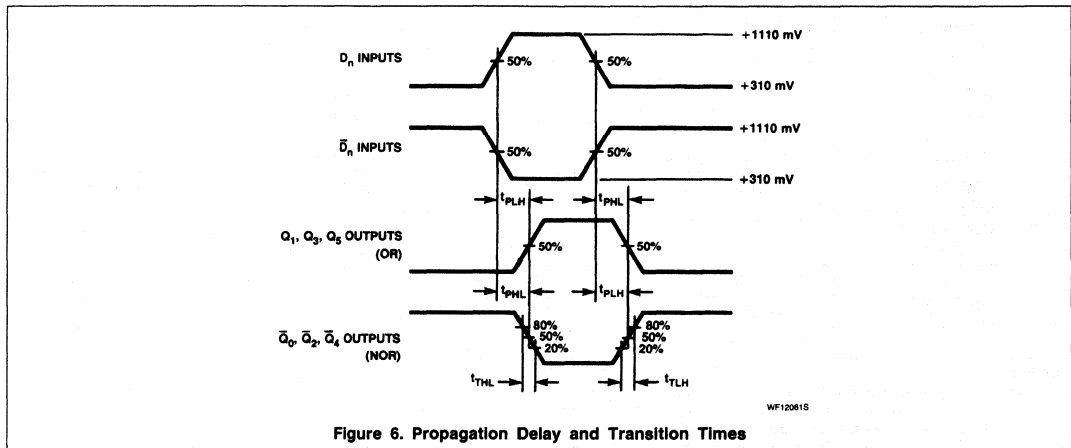 +1110 mV
Dₙ INPUTS
50%
50%
+310 mV
+1110 mV
D̅ₙ INPUTS
50%
50%
+310 mV
tPLH
tPHL
Q₁, Q₃, Q₅ OUTPUTS
(OR)
50%
50%
tPHL
tPLH
Q̅₀, Q̅₂, Q̅₄ OUTPUTS
(NOR)
80%
50%
20%
80%
50%
20%
tTHL
tTLH
WF12061S
Figure 6. Propagation Delay and Transition Times